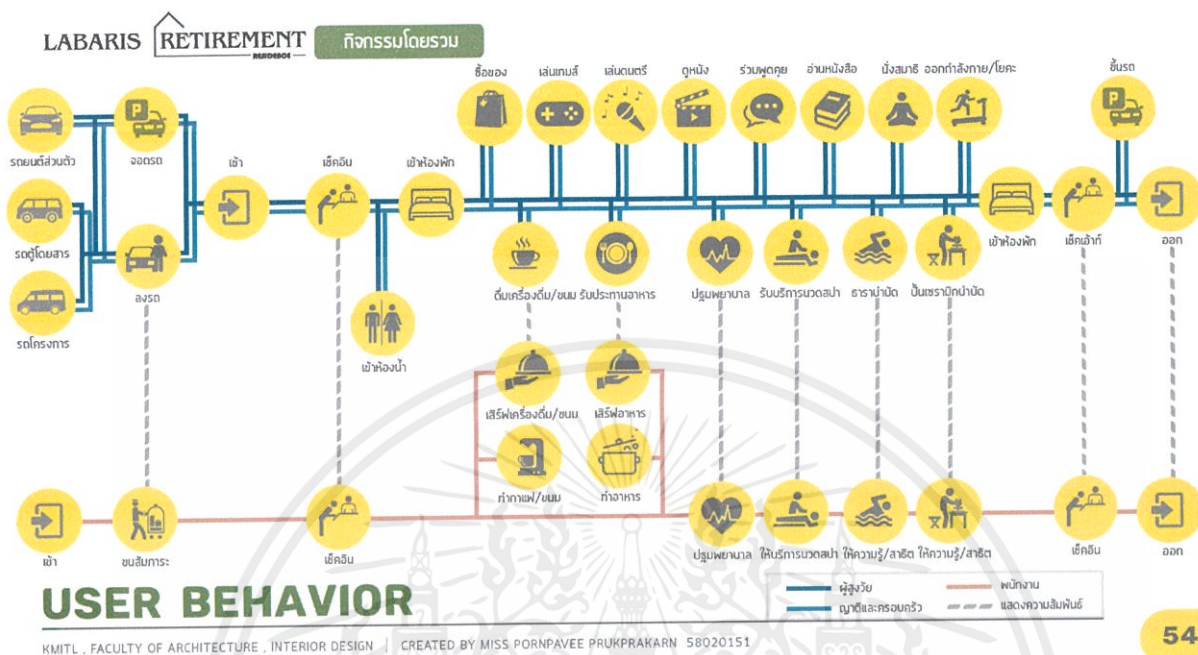 LABARIS RETIREMENT RESIDENCE
กิจกรรมโดยรวม
ซื้อของ เล่นเกมส์ เล่นดนตรี ดูหนัง ร่วมพูดคุย อ่านหนังสือ นั่งสมาธิ ออกกำลังกาย/โยคะ ขึ้นรถ
รถยนต์ส่วนตัว จอดรถ เข้า เช็คอิน เข้าห้องพัก
รถตู้โดยสาร ลงรถ
รถโครงการ
เข้าห้องน้ำ
ดื่มเครื่องดื่ม/ขนม รับประทานอาหาร ปฐมพยาบาล รับบริการนวดสปา ธาราบำบัด ปั้นเซรามิกบำบัด
เข้าห้องพัก เช็คเอ้าท์ ออก
เสิร์ฟเครื่องดื่ม/ขนม เสิร์ฟอาหาร
ทำกาแฟ/ขนม ทำอาหาร
เข้า ขนสัมภาระ เช็คอิน ปฐมพยาบาล ให้บริการนวดสปา ให้ความรู้/สาธิต ให้ความรู้/สาธิต เช็คอิน ออก
USER BEHAVIOR
ผู้สูงวัย พนักงาน
ญาติและครอบครัว แสดงความสัมพันธ์
KMITL , FACULTY OF ARCHITECTURE , INTERIOR DESIGN | CREATED BY MISS PORNPAVEE PRUKPRAKARN 58020151
54